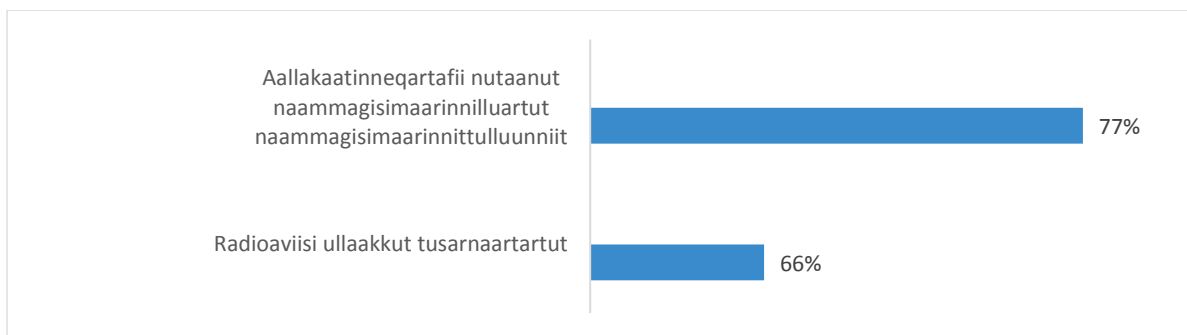 Aallakaatinneqartafii nutaanut
naammagisimaarinnilluartut
naammagisimaarinnittulluunniit
77%
Radioaviisi ullaakkut tusarnaartartut
66%